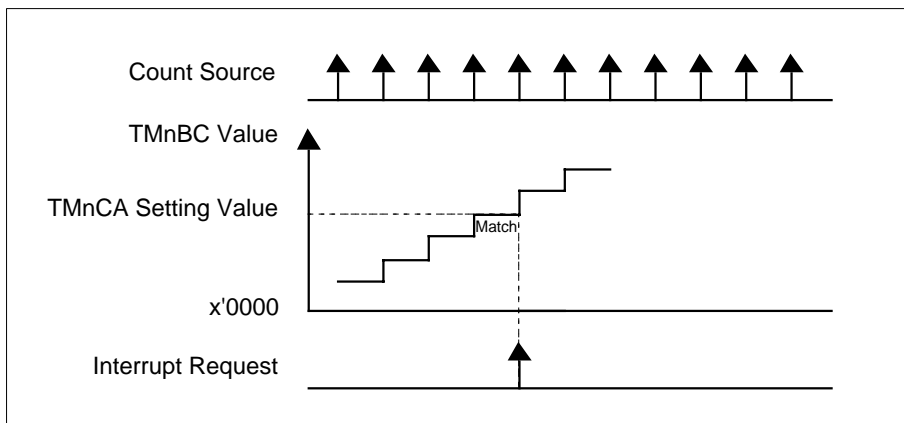 Count Source
TMnBC Value
TMnCA Setting Value
Match
x'0000
Interrupt Request